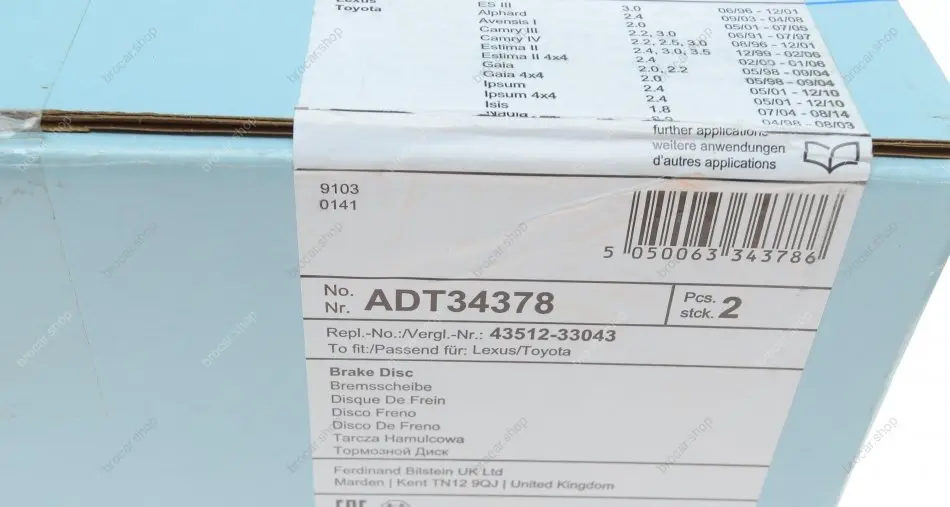 Lexus ES III 3.0 06/96 - 12/01
Toyota Alphard 2.4 09/03 - 04/08
Avensis I 2.0 05/01 - 07/05
Camry III 2.2, 3.0 06/91 - 07/97
Camry IV 2.2, 2.5, 3.0 08/96 - 12/01
Estima II 2.4, 3.0, 3.5 12/99 - 02/06
Estima II 4x4 2.4 02/03 - 01/06
Gaia 2.0, 2.2 05/98 - 09/04
Gaia 4x4 2.0 05/98 - 09/04
Ipsum 2.4 05/01 - 12/10
Ipsum 4x4 2.4 05/01 - 12/10
Isis 1.8 07/04 - 08/14
04/98 - 08/03
further applications
weitere anwendungen
d'autres applications
9103
0141
5 050063 343786
No.
Nr. ADT34378
Pcs.
stck. 2
Repl.-No.:/Vergl.-Nr.: 43512-33043
To fit:/Passend für: Lexus/Toyota
Brake Disc
Bremsscheibe
Disque De Frein
Disco Freno
Disco De Freno
Tarcza Hamulcowa
Тормозной Диск
Ferdinand Bilstein UK Ltd
Marden | Kent TN12 9QJ | United Kingdom
brocar.shop